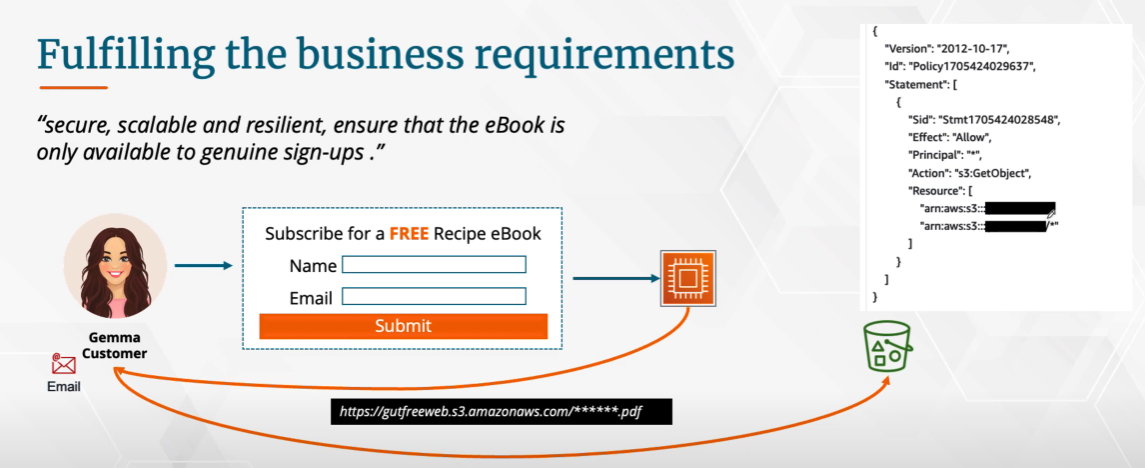 Fulfilling the business requirements
“secure, scalable and resilient, ensure that the eBook is
only available to genuine sign-ups .”
Subscribe for a FREE Recipe eBook
Name
Email
Submit
Gemma
Customer
Email
https://gutfreeweb.s3.amazonaws.com/******.pdf
{
"Version": "2012-10-17",
"Id": "Policy1705424029637",
"Statement": [
{
"Sid": "Stmt1705424028548",
"Effect": "Allow",
"Principal": "*",
"Action": "s3:GetObject",
"Resource": [
"arn:aws:s3:::
"arn:aws:s3::: /*"
]
}
]
}